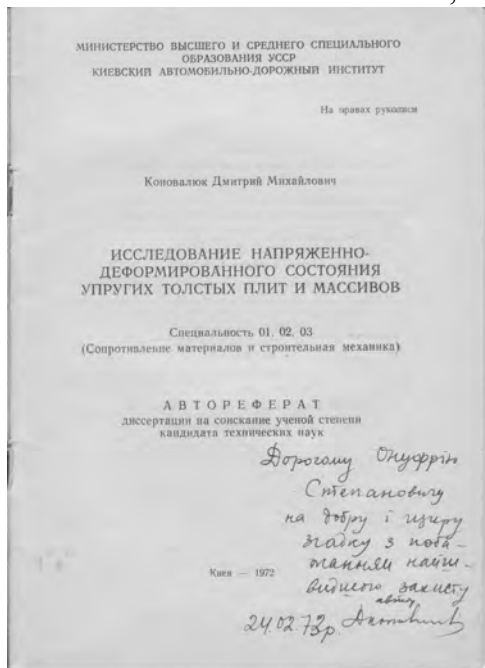 МИНИСТЕРСТВО ВЫСШЕГО И СРЕДНЕГО СПЕЦИАЛЬНОГО
ОБРАЗОВАНИЯ УССР
КИЕВСКИЙ АВТОМОБИЛЬНО-ДОРОЖНЫЙ ИНСТИТУТ
На правах рукописи
Коновалюк Дмитрий Михайлович
ИССЛЕДОВАНИЕ НАПРЯЖЕННО-
ДЕФОРМИРОВАННОГО СОСТОЯНИЯ
УПРУГИХ ТОЛСТЫХ ПЛИТ И МАССИВОВ
Специальность 01. 02. 03
(Сопротивление материалов и строительная механика)
АВТОРЕФЕРАТ
диссертации на соискание ученой степени
кандидата технических наук
Дорогому Онуфрію
Степановичу
на добру і щиру
згадку з поба-
жанням найш-
видшого захисту
автор
24.02.73р.
Киев — 1972